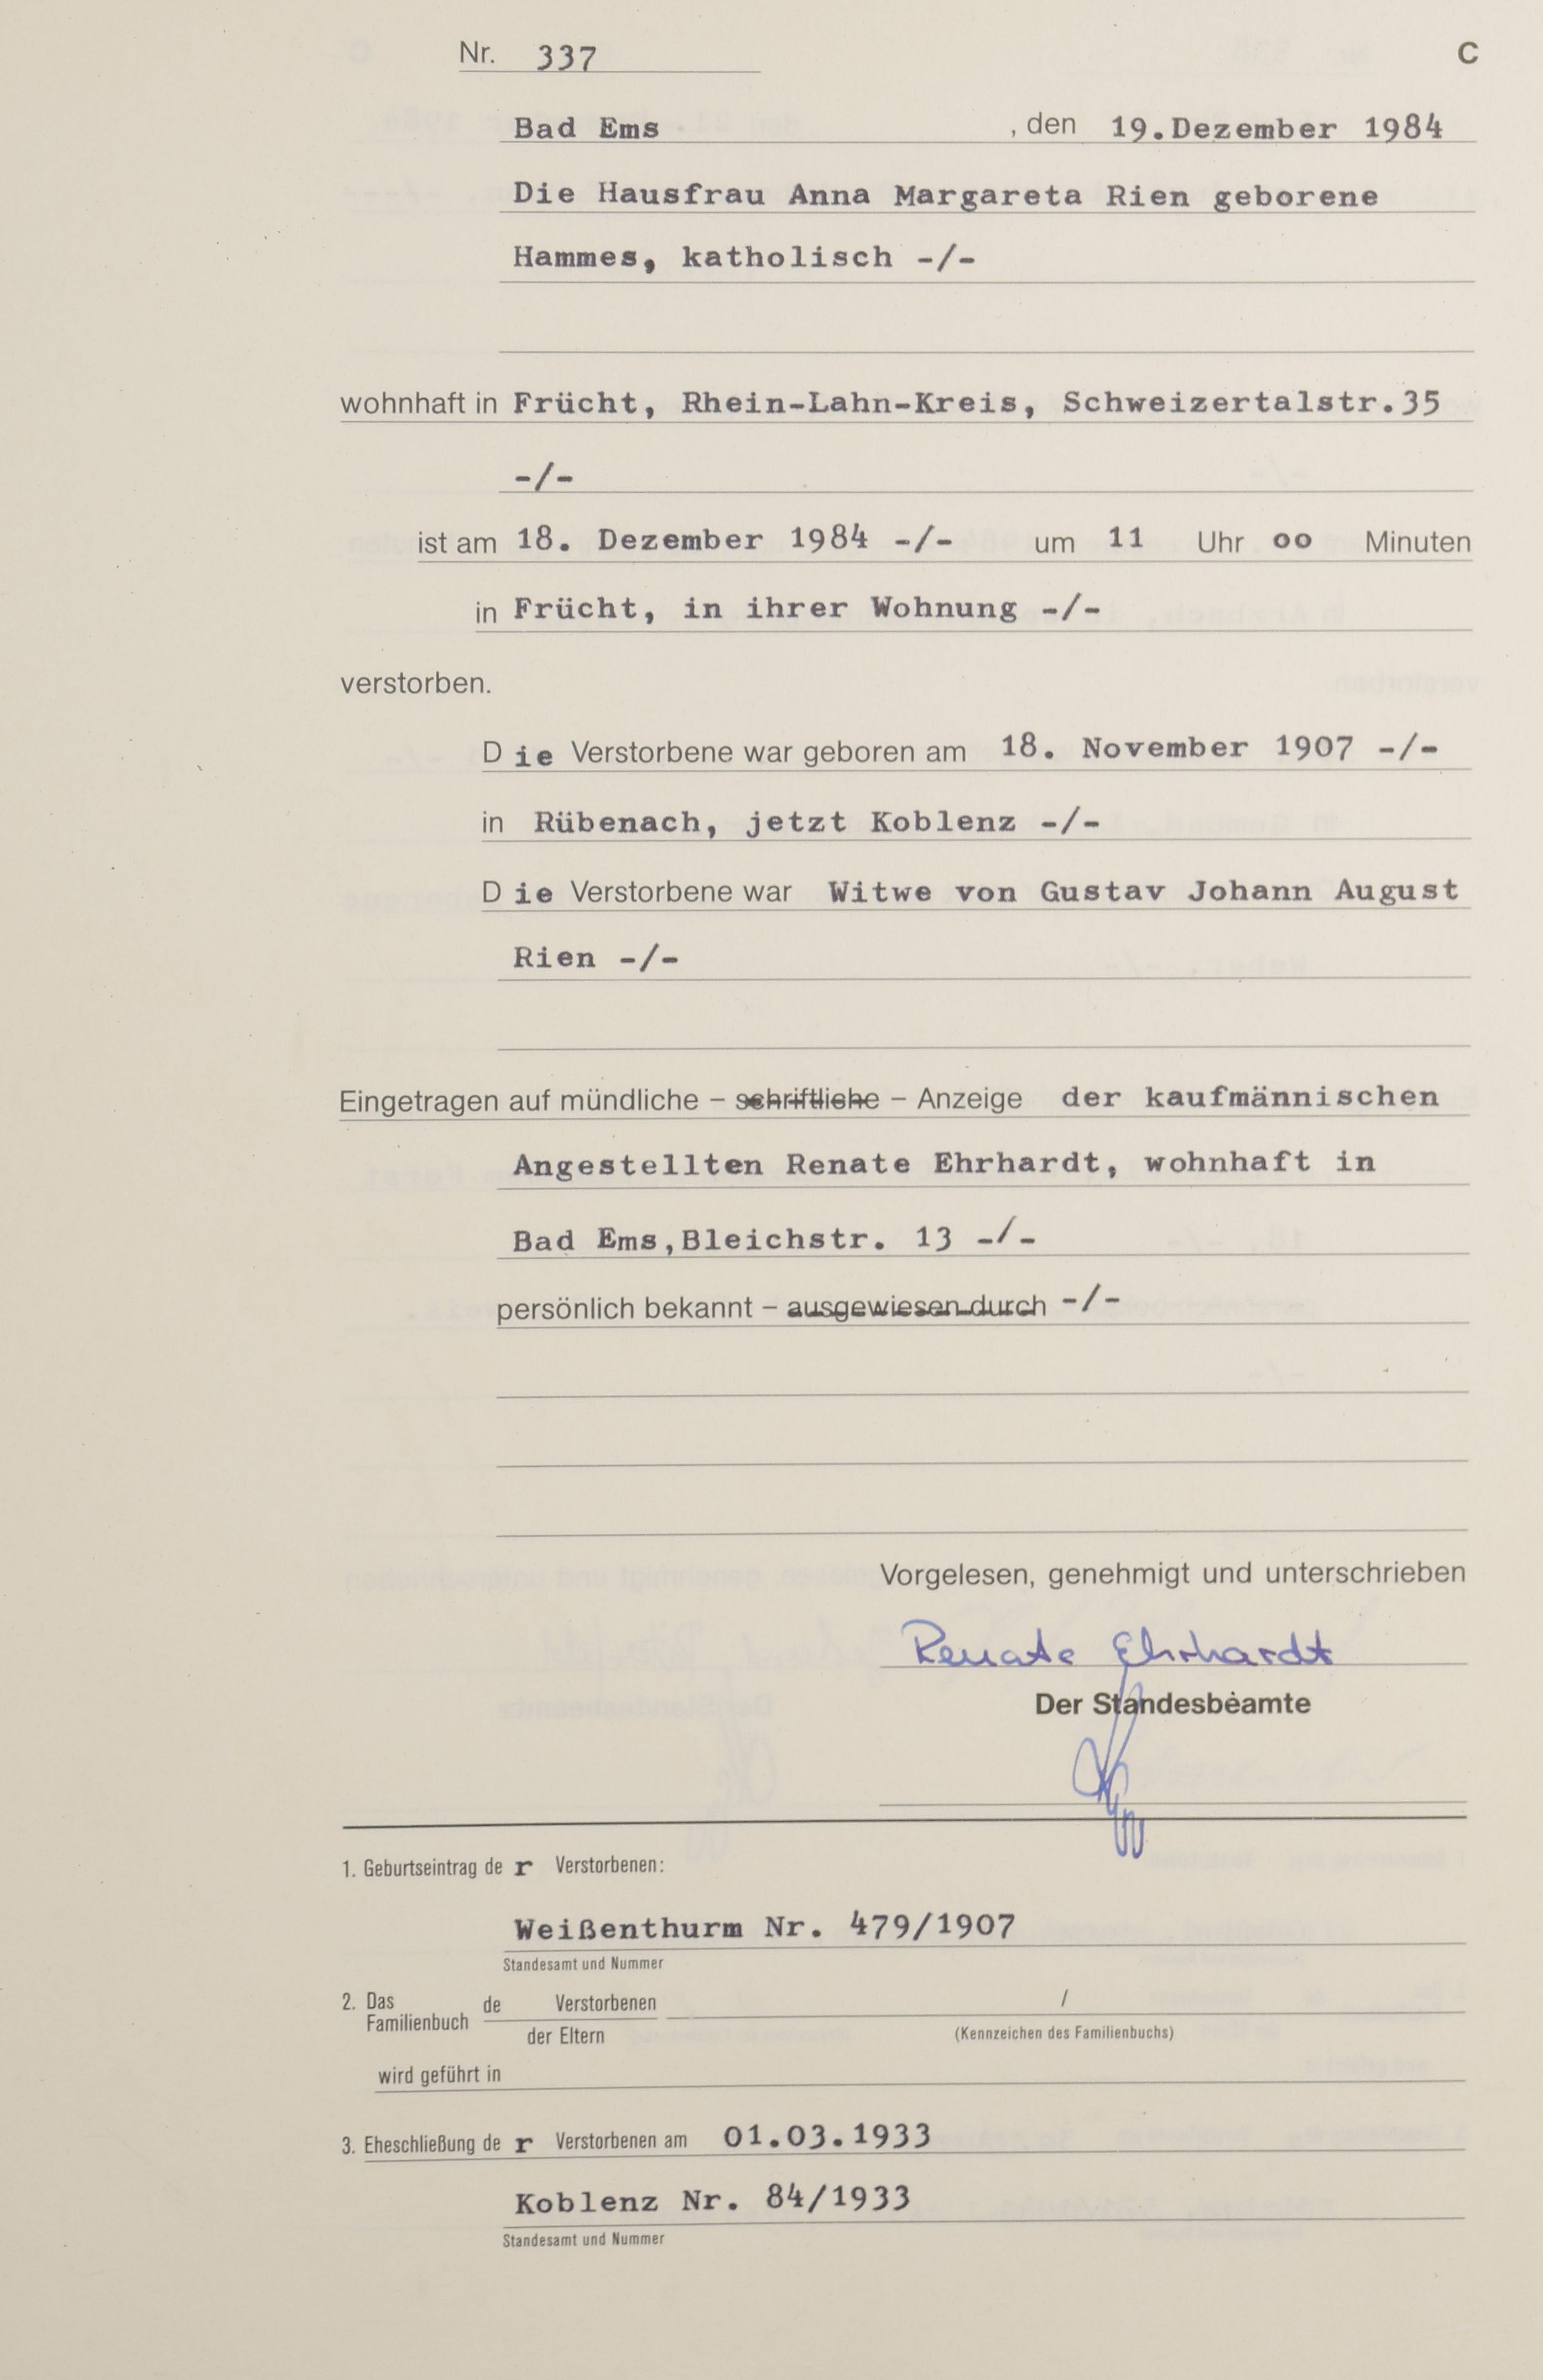 Nr. 337 C
Bad Ems , den 19.Dezember 1984
Die Hausfrau Anna Margareta Rien geborene
Hammes, katholisch -/-
wohnhaft in Frücht, Rhein-Lahn-Kreis, Schweizertalstr.35
-/-
ist am 18. Dezember 1984 -/- um 11 Uhr oo Minuten
in Frücht, in ihrer Wohnung -/-
verstorben.
Die Verstorbene war geboren am 18. November 1907 -/-
in Rübenach, jetzt Koblenz -/-
Die Verstorbene war Witwe von Gustav Johann August
Rien -/-
Eingetragen auf mündliche – schriftliche – Anzeige der kaufmännischen
Angestellten Renate Ehrhardt, wohnhaft in
Bad Ems,Bleichstr. 13 -/-
persönlich bekannt – ausgewiesen durch -/-
Vorgelesen, genehmigt und unterschrieben
Renate Ehrhardt
Der Standesbeamte
1. Geburtseintrag der Verstorbenen:
Weißenthurm Nr. 479/1907
Standesamt und Nummer
2. Das Familienbuch de Verstorbenen /
der Eltern (Kennzeichen des Familienbuchs)
wird geführt in
3. Eheschließung der Verstorbenen am 01.03.1933
Koblenz Nr. 84/1933
Standesamt und Nummer